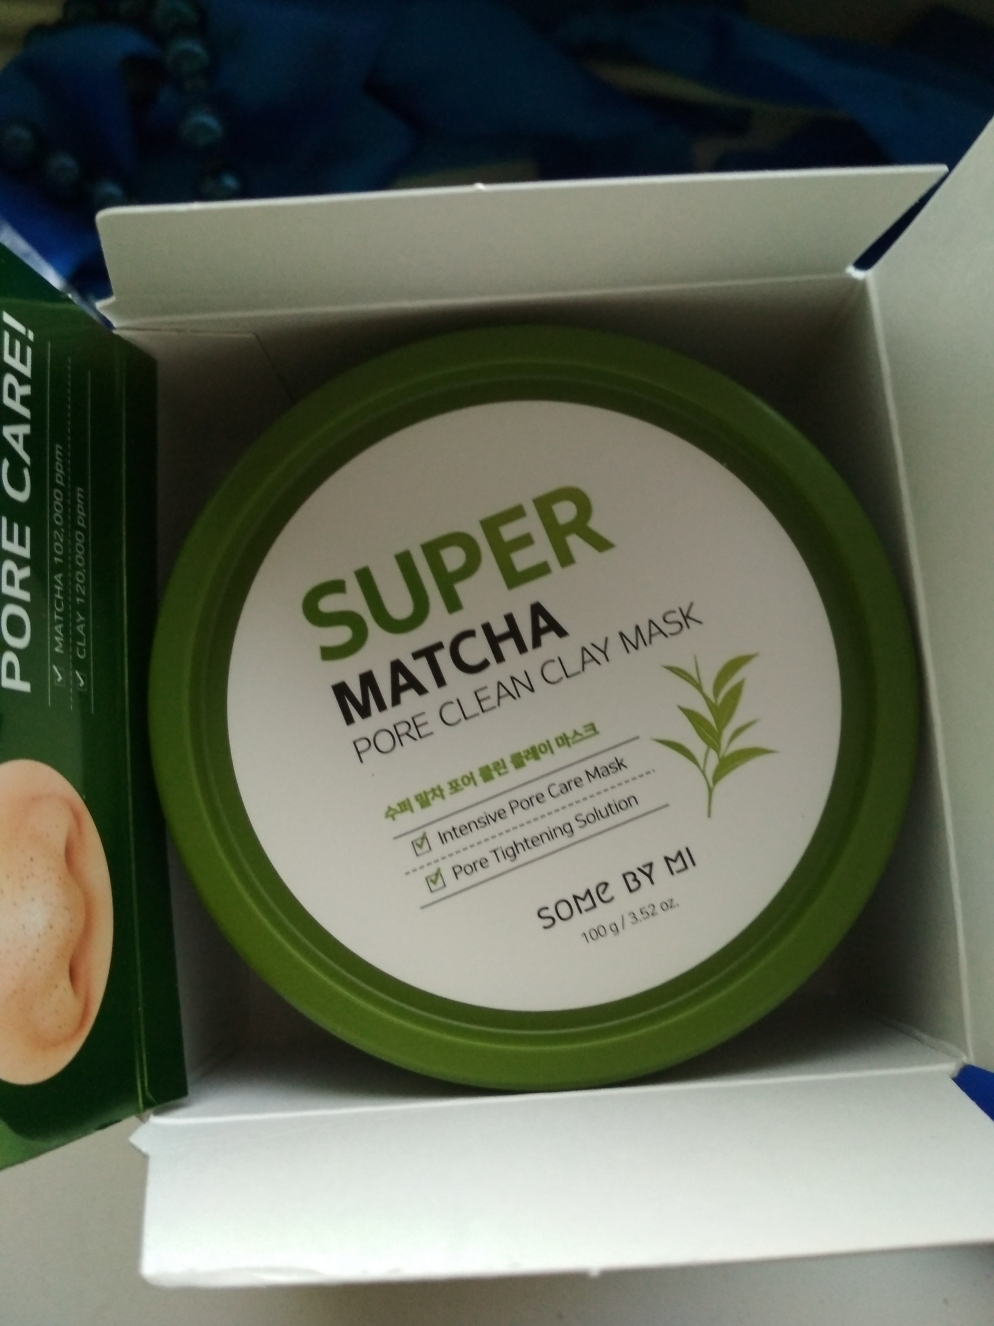 PORE CARE!
MATCHA 102,000 ppm
CLAY 120,000 ppm
SUPER
MATCHA
PORE CLEAN CLAY MASK
수퍼 말차 포어 클린 클레이 마스크
Intensive Pore Care Mask
Pore Tightening Solution
SOME BY MI
100 g / 3.52 oz.